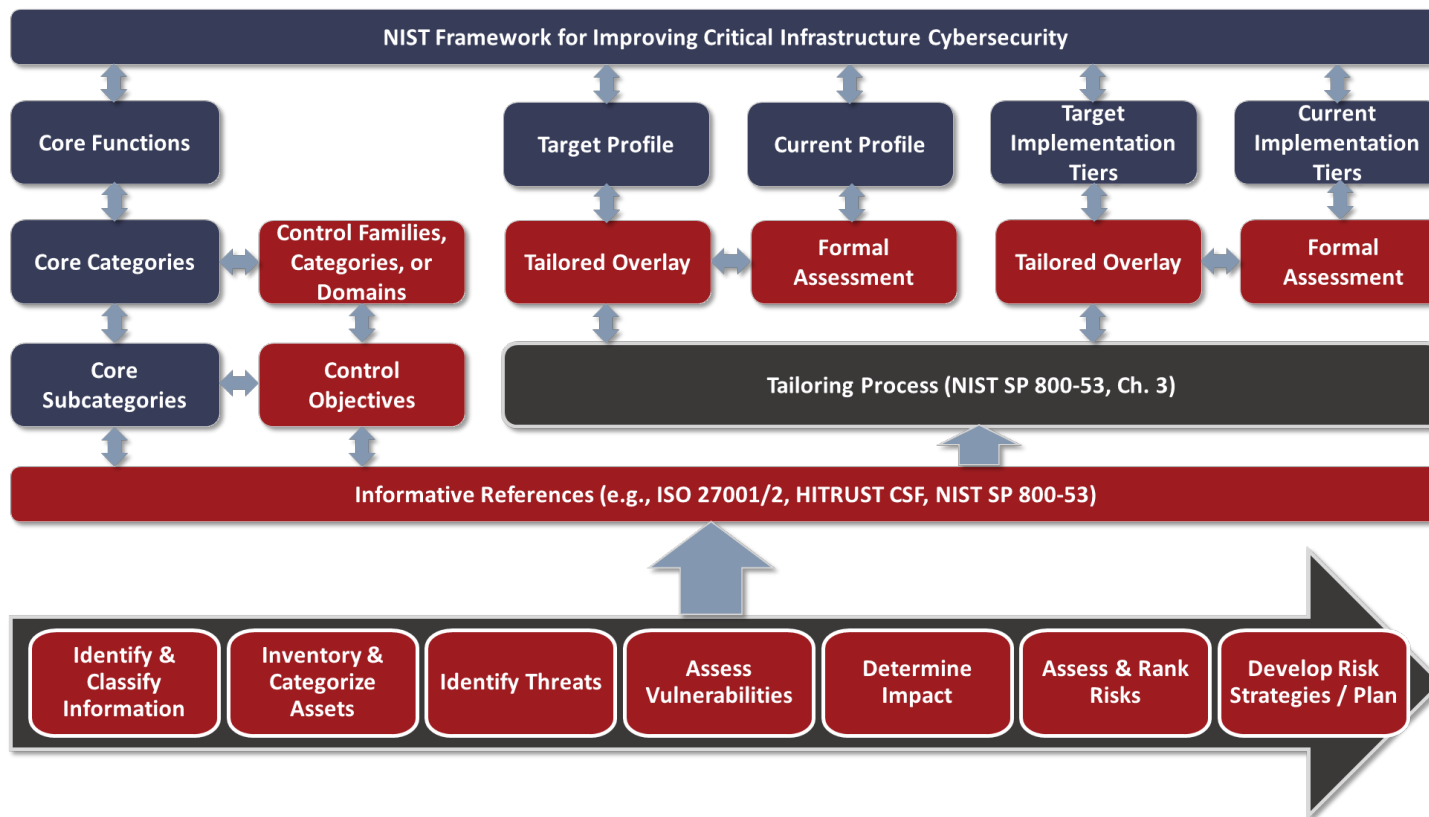 NIST Framework for Improving Critical Infrastructure Cybersecurity
Core Functions
Target Profile
Current Profile
Target
Implementation
Tiers
Current
Implementation
Tiers
Core Categories
Control Families,
Categories, or
Domains
Tailored Overlay
Formal
Assessment
Tailored Overlay
Formal
Assessment
Core
Subcategories
Control
Objectives
Tailoring Process (NIST SP 800-53, Ch. 3)
Informative References (e.g., ISO 27001/2, HITRUST CSF, NIST SP 800-53)
Identify &
Classify
Information
Inventory &
Categorize
Assets
Identify Threats
Assess
Vulnerabilities
Determine
Impact
Assess & Rank
Risks
Develop Risk
Strategies / Plan